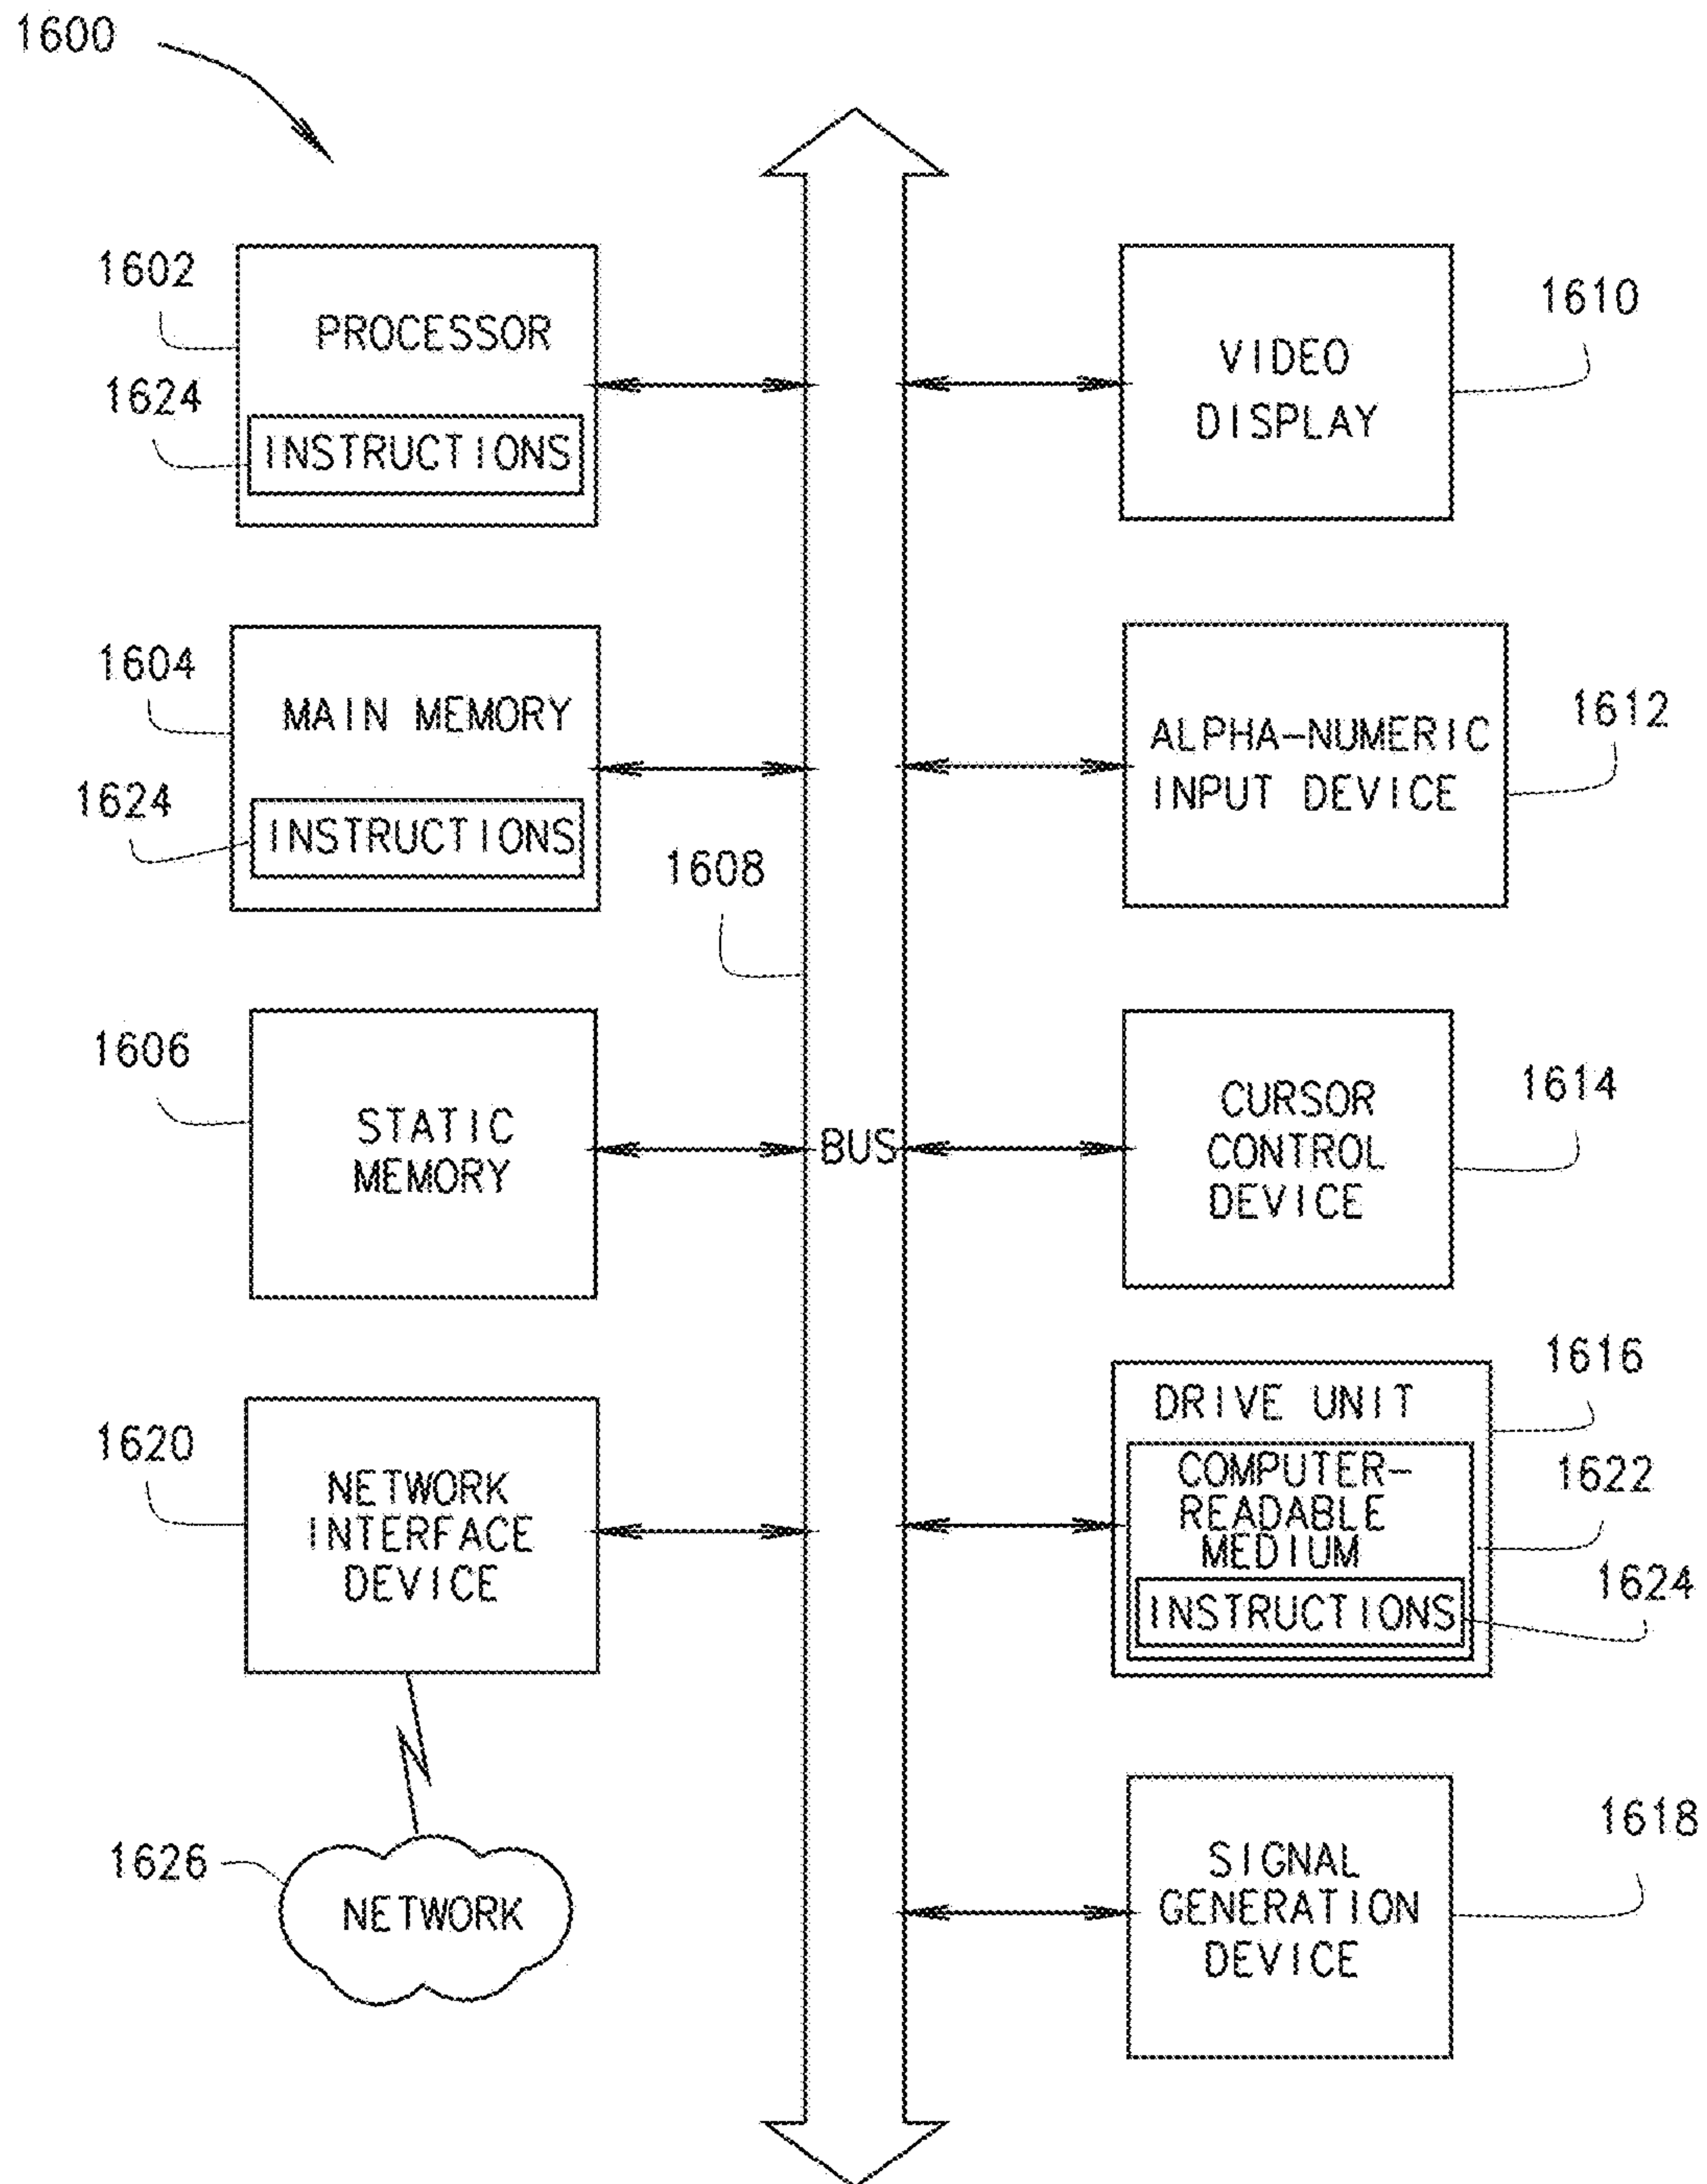 1600
1602
PROCESSOR
1624
INSTRUCTIONS
1604
MAIN MEMORY
1624
INSTRUCTIONS
1606
STATIC
MEMORY
1620
NETWORK
INTERFACE
DEVICE
1626
NETWORK
1608
BUS
VIDEO
DISPLAY
1610
ALPHA-NUMERIC
INPUT DEVICE
1612
CURSOR
CONTROL
DEVICE
1614
DRIVE UNIT
1616
COMPUTER-
READABLE
MEDIUM
1622
INSTRUCTIONS
1624
SIGNAL
GENERATION
DEVICE
1618